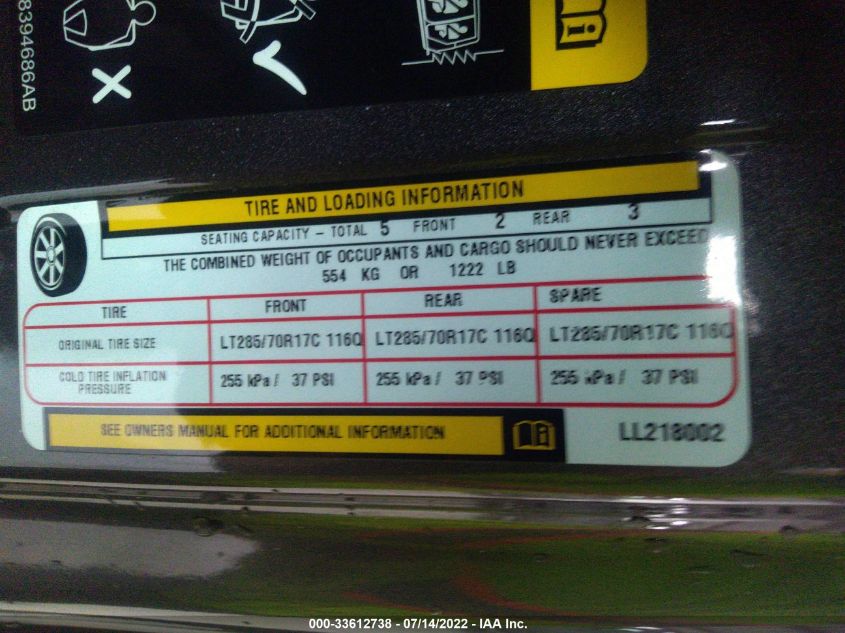 68394686AB
TIRE AND LOADING INFORMATION
SEATING CAPACITY – TOTAL 5 FRONT 2 REAR 3
THE COMBINED WEIGHT OF OCCUPANTS AND CARGO SHOULD NEVER EXCEED
554 KG OR 1222 LB
TIRE FRONT REAR SPARE
ORIGINAL TIRE SIZE LT285/70R17C 116Q LT285/70R17C 116Q LT285/70R17C 116Q
COLD TIRE INFLATION PRESSURE 255 kPa / 37 PSI 255 kPa / 37 PSI 255 kPa / 37 PSI
SEE OWNERS MANUAL FOR ADDITIONAL INFORMATION
LL218002
000-33612738 - 07/14/2022 - IAA Inc.